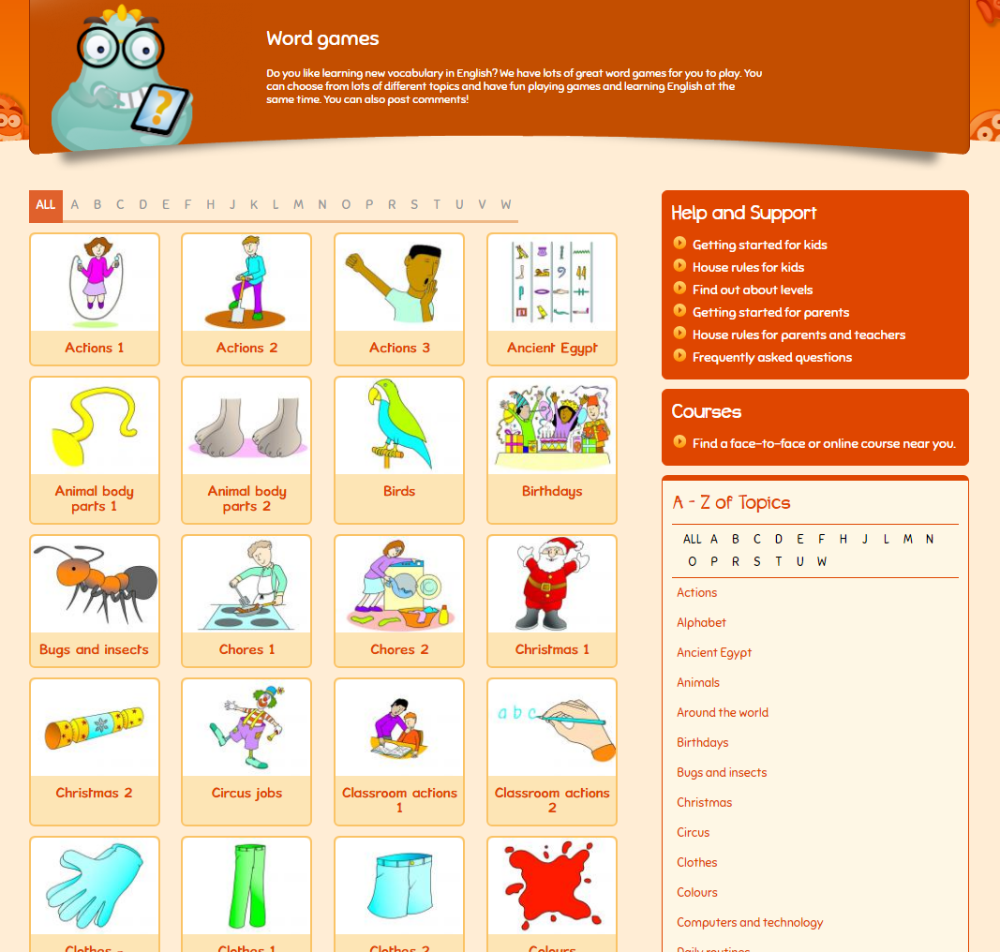 Word games
Do you like learning new vocabulary in English? We have lots of great word games for you to play. You
can choose from lots of different topics and have fun playing games and learning English at the
same time. You can also post comments!
?
ALL A B C D E F H J K L M N O P R S T U V W
Actions 1
Actions 2
Actions 3
Ancient Egypt
Animal body
parts 1
Animal body
parts 2
Birds
Birthdays
Bugs and insects
Chores 1
Chores 2
Christmas 1
Christmas 2
Circus jobs
Classroom actions
1
a b c
Classroom actions
2
Clothes -
Clothes 1
Clothes 2
Colours
Help and Support
Getting started for kids
House rules for kids
Find out about levels
Getting started for parents
House rules for parents and teachers
Frequently asked questions
Courses
Find a face-to-face or online course near you.
A - Z of Topics
ALL A B C D E F H J L M N
O P R S T U W
Actions
Alphabet
Ancient Egypt
Animals
Around the world
Birthdays
Bugs and insects
Christmas
Circus
Clothes
Colours
Computers and technology
Daily routines